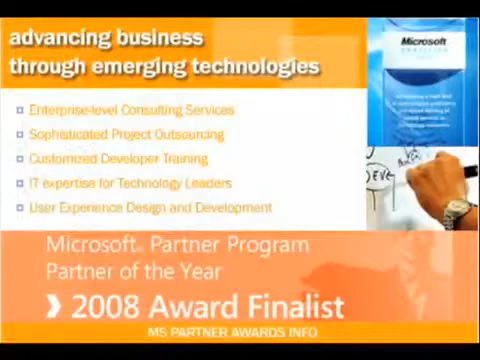 advancing business
through emerging technologies
Microsoft
Enterprise-level Consulting Services
Sophisticated Project Outsourcing
Customized Developer Training
IT expertise for Technology Leaders
User Experience Design and Development
DEV
Microsoft® Partner Program
Partner of the Year
❯ 2008 Award Finalist
MS PARTNER AWARDS INFO